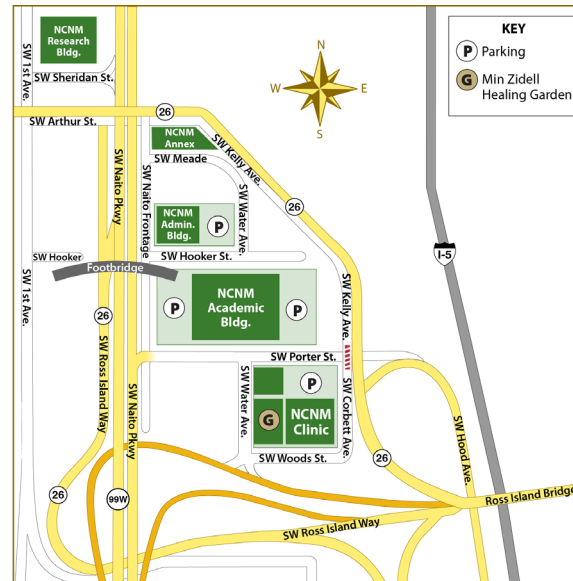 NCNM
Research
Bldg.
SW 1st Ave.
SW Sheridan St.
26
SW Arthur St.
N
W
E
S
KEY
P
Parking
G
Min Zidell
Healing Garden
NCNM
Annex
SW Meade
SW Kelly Ave.
SW Naito Pkwy
SW Naito Frontage
SW Water Ave.
26
NCNM
Admin.
Bldg.
P
SW Hooker
SW Hooker St.
Footbridge
I-5
SW 1st Ave.
26
P
NCNM
Academic
Bldg.
P
SW Kelly Ave.
SW Ross Island Way
SW Naito Pkwy
SW Porter St.
SW Water Ave.
P
G
NCNM
Clinic
SW Corbett Ave.
SW Hood Ave.
SW Woods St.
26
26
99W
Ross Island Bridge
SW Ross Island Way